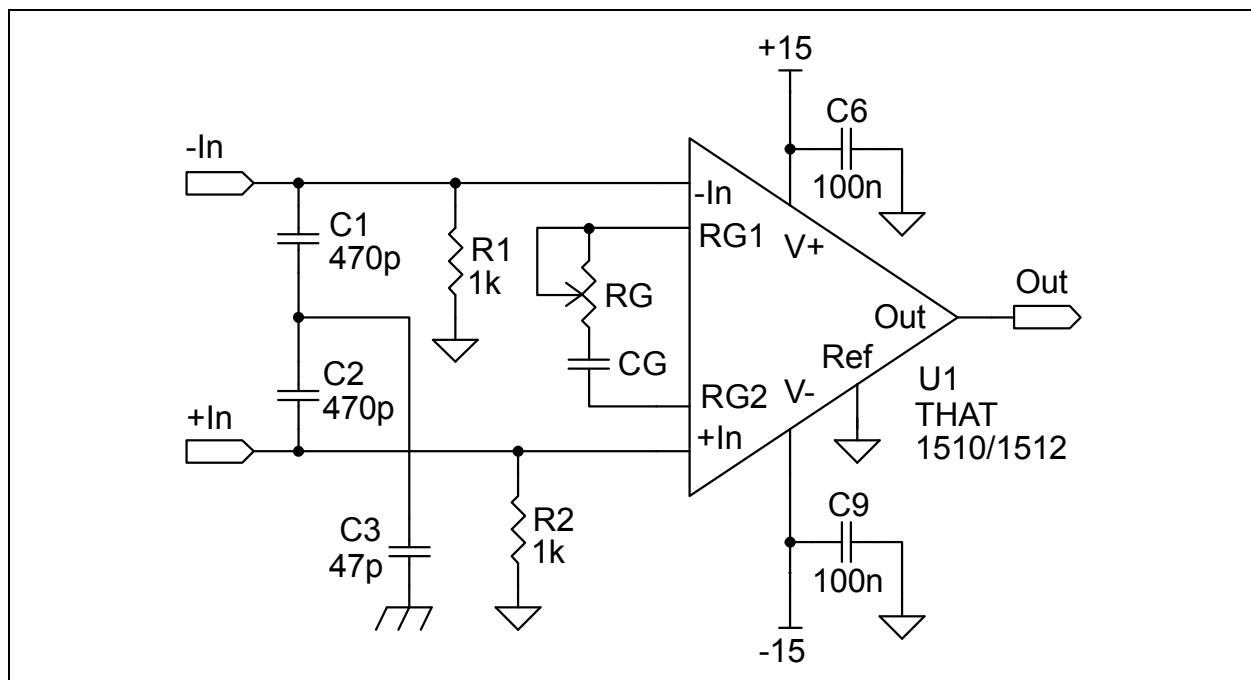 +15
C6
100n
-In
-In
C1
470p
R1
1k
RG1
V+
RG
Out
Out
Ref
CG
C2
470p
RG2
V-
U1
THAT
1510/1512
+In
+In
C3
47p
R2
1k
C9
100n
-15